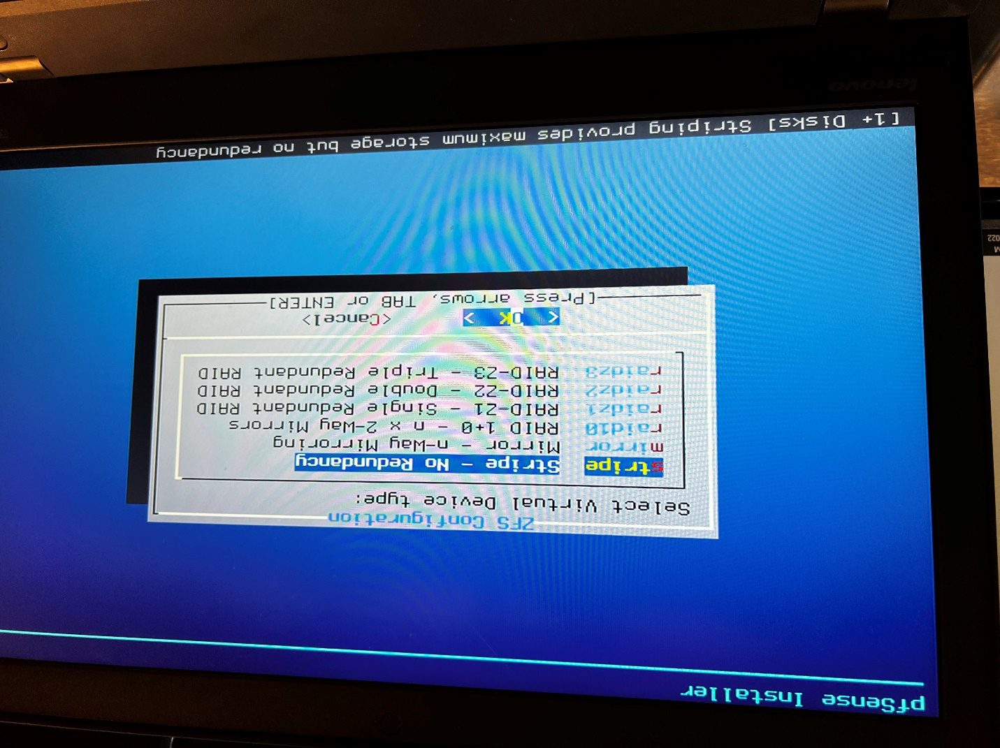 pfSense Installer
ZFS Configuration
Select Virtual Device type:
stripe Stripe - No Redundancy
mirror Mirror - n-Way Mirroring
raid10 RAID 1+0 - n x 2-Way Mirrors
raidz1 RAID-Z1 - Single Redundant RAID
raidz2 RAID-Z2 - Double Redundant RAID
raidz3 RAID-Z3 - Triple Redundant RAID
< OK > <Cancel>
[Press arrows, TAB or ENTER]
[1+ Disks] Striping provides maximum storage but no redundancy
lenovo